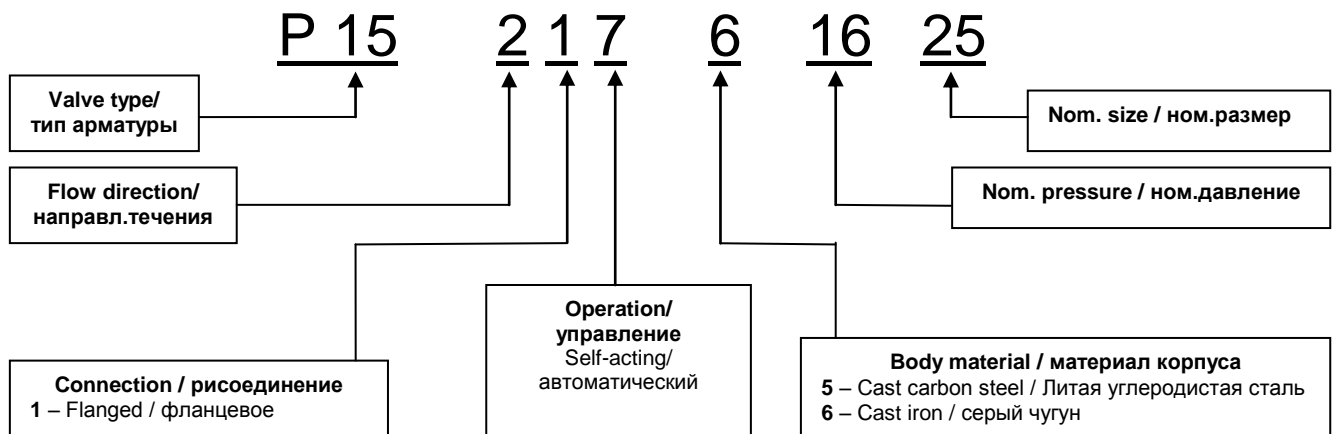 P 15 2 1 7 6 16 25
Valve type/
тип арматуры
Nom. size / ном.размер
Flow direction/
направл.течения
Nom. pressure / ном.давление
Operation/
управление
Self-acting/
автоматический
Connection / рисоединение
1 – Flanged / фланцевое
Body material / материал корпуса
5 – Cast carbon steel / Литая углеродистая сталь
6 – Cast iron / серый чугун